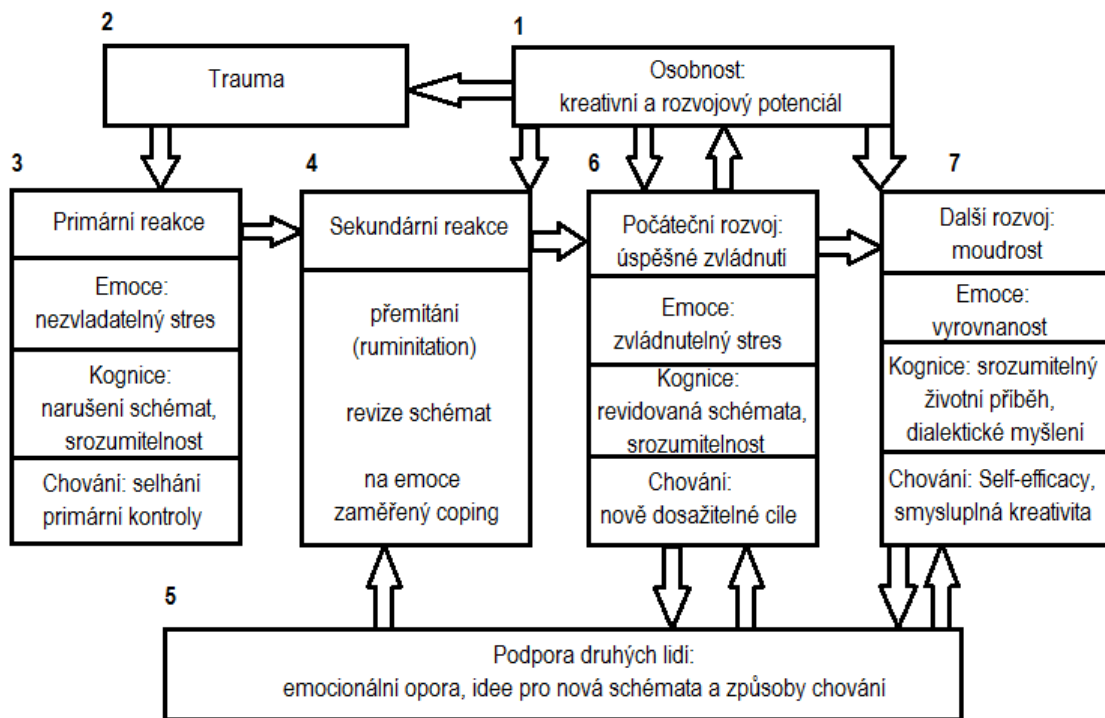 2
Trauma
1
Osobnost:
kreativní a rozvojový potenciál
3
Primární reakce
Emoce:
nezvladatelný stres
Kognice:
narušení schémat,
srozumitelnost
Chování: selhání
primární kontroly
4
Sekundární reakce
přemítání
(ruminitation)
revize schémat
na emoce
zaměřený coping
6
Počáteční rozvoj:
úspěšné zvládnutí
Emoce:
zvládnutelný stres
Kognice:
revidovaná schémata,
srozumitelnost
Chování:
nově dosažitelné cíle
7
Další rozvoj:
moudrost
Emoce:
vyrovnanost
Kognice: srozumitelný
životní příběh,
dialektické myšlení
Chování: Self-efficacy,
smysluplná kreativita
5
Podpora druhých lidí:
emocionální opora, idee pro nová schémata a způsoby chování